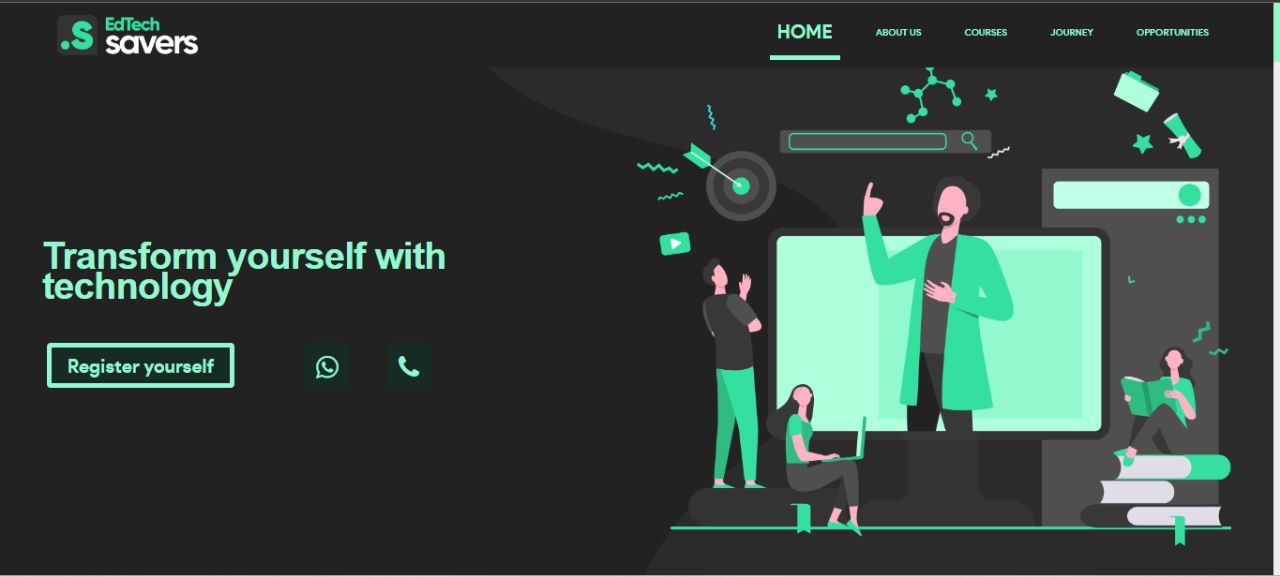 .S EdTech
savers
HOME ABOUT US COURSES JOURNEY OPPORTUNITIES
Transform yourself with
technology
Register yourself